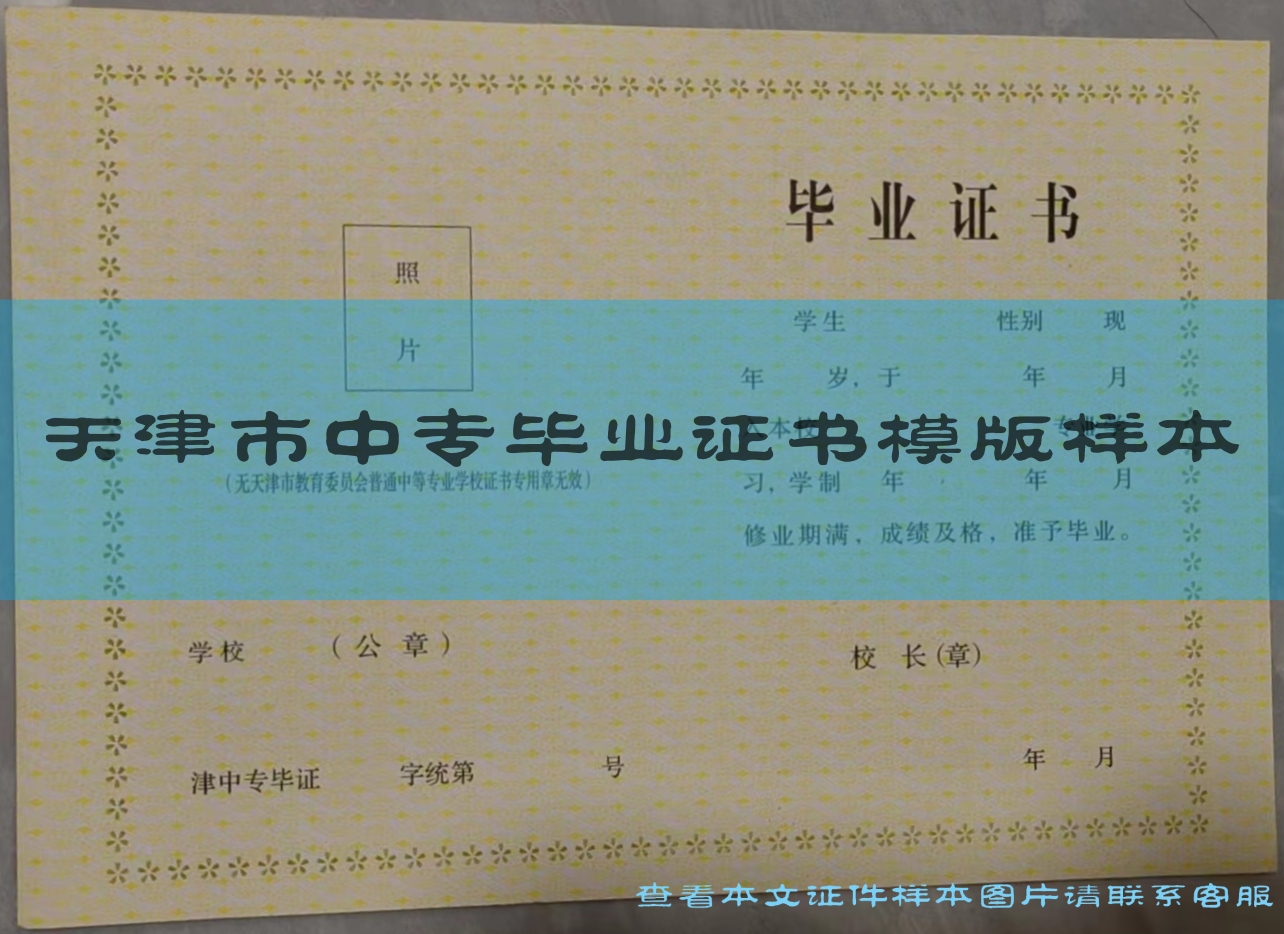 毕业证书
照
片
学生 性别 现
年 岁，于 年 月
天津市中专毕业证书模版样本
（无天津市教育委员会普通中等专业学校证书专用章无效）
习，学制 年 年 月
修业期满，成绩及格，准予毕业。
学校 （公章）
校长(章)
津中专毕证 字统第 号
年 月
查看本文证件样本图片请联系客服